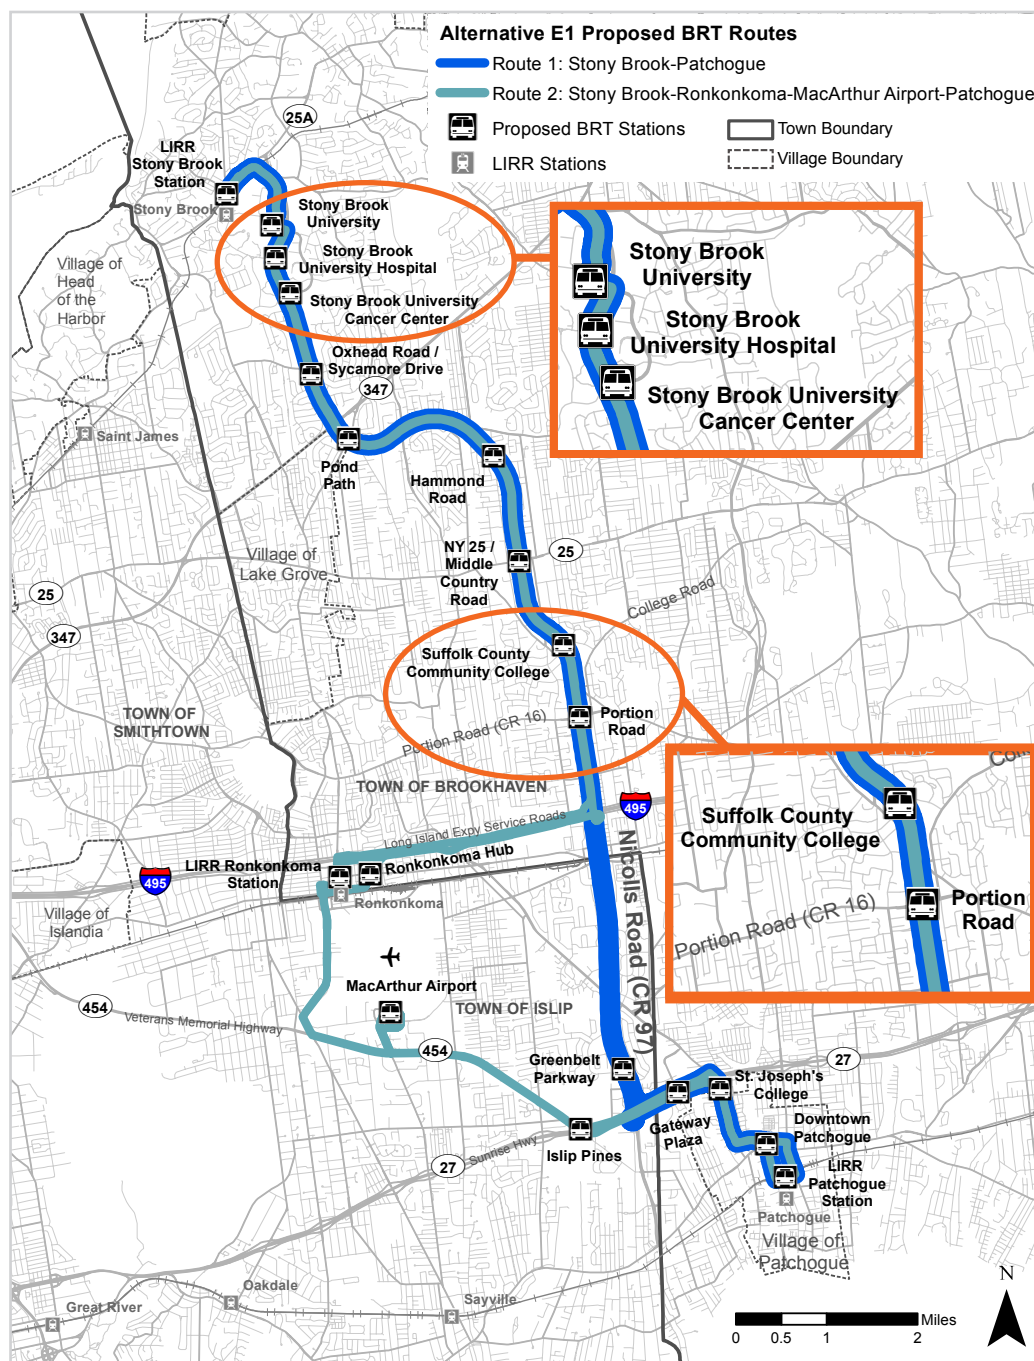 Alternative E1 Proposed BRT Routes
Route 1: Stony Brook-Patchogue
Route 2: Stony Brook-Ronkonkoma-MacArthur Airport-Patchogue
Proposed BRT Stations
Town Boundary
LIRR Stations
Village Boundary
25A
LIRR
Stony Brook
Station
Stony Brook
Stony Brook
University
Stony Brook
University Hospital
Stony Brook University
Cancer Center
Stony Brook
University
Stony Brook
University Hospital
Stony Brook University
Cancer Center
Village of
Head
of the
Harbor
Oxhead Road /
Sycamore Drive
347
Saint James
Pond
Path
Hammond
Road
NY 25 /
Middle
Country
Road
25
Village of
Lake Grove
25
347
College Road
Suffolk County
Community College
Portion Road (CR 16)
Portion
Road
TOWN OF
SMITHTOWN
TOWN OF BROOKHAVEN
495
Long Island Expy Service Roads
Nicolls Road (CR 97)
Suffolk County
Community College
Portion Road (CR 16)
Portion
Road
LIRR Ronkonkoma
Station
Ronkonkoma Hub
Ronkonkoma
495
Village of
Islandia
MacArthur Airport
TOWN OF ISLIP
454
Veterans Memorial Highway
454
Greenbelt
Parkway
27
St. Joseph's
College
Gateway
Plaza
Downtown
Patchogue
Islip Pines
Sunrise Hwy
27
LIRR
Patchogue
Station
Patchogue
Village of
Patchogue
Oakdale
Great River
Sayville
N
Miles
0 0.5 1 2